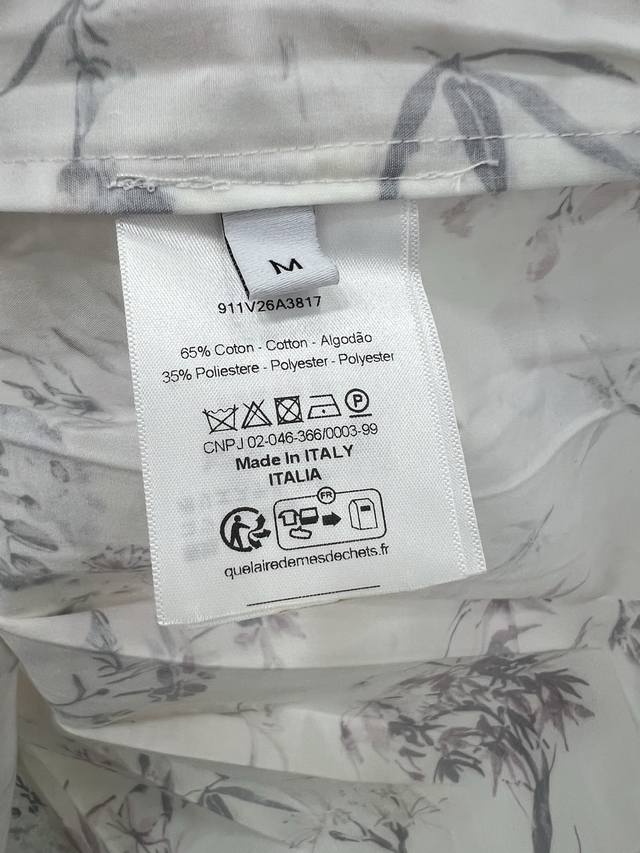 M
911V26A3817
65% Coton - Cotton - Algodão
35% Poliestere - Polyester - Polyester
P
CNPJ 02-046-366/0003-99
Made In ITALY
ITALIA
FR
quelairedemesdechets.fr